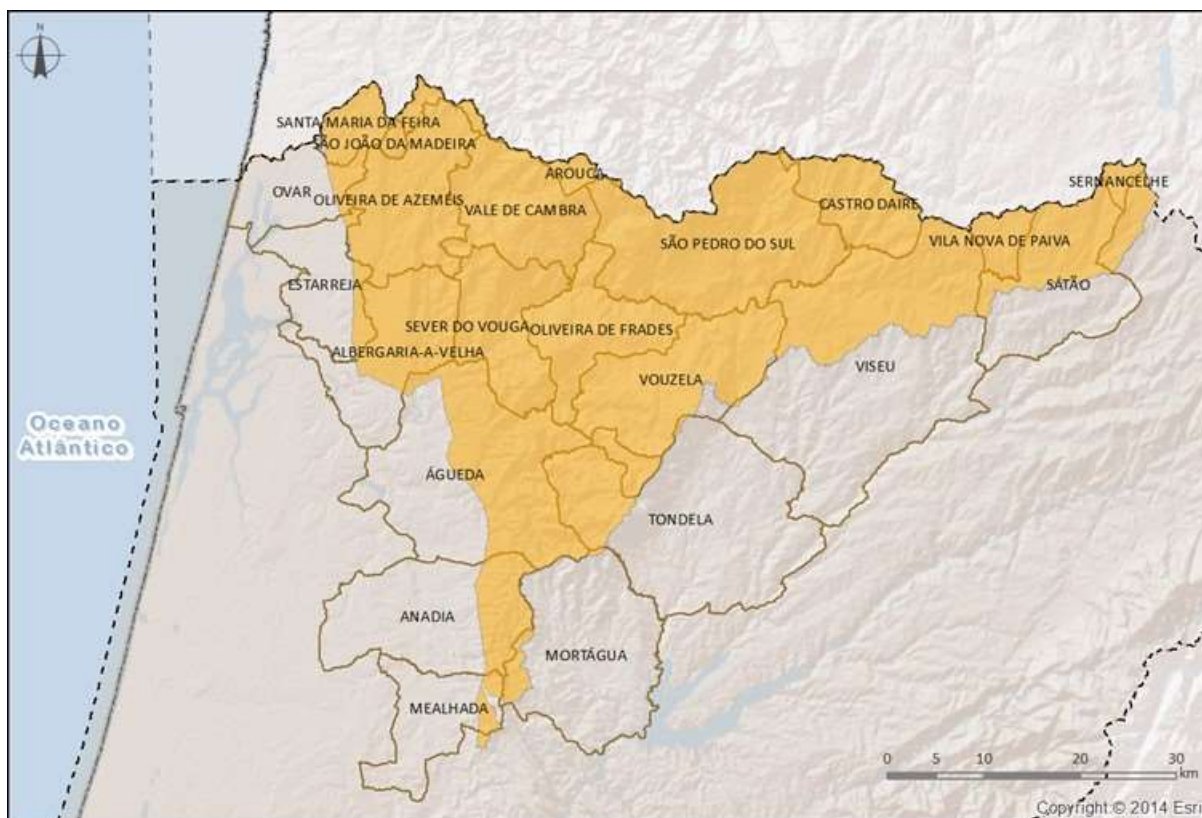 N
SANTA MARIA DA FEIRA
SÃO JOÃO DA MADEIRA
AROUCA
SERNANCELHE
OVAR
OLIVEIRA DE AZEMÉIS
VALE DE CAMBRA
CASTRO DAIRE
SÃO PEDRO DO SUL
VILA NOVA DE PAIVA
ESTARREJA
SÁTÃO
SEVER DO VOUGA
OLIVEIRA DE FRADES
ALBERGARIA-A-VELHA
VISEU
VOUZELA
Oceano
Atlântico
ÁGUEDA
TONDELA
ANADIA
MORTÁGUA
MEALHADA
0 5 10 20 30
km
Copyright:© 2014 Esri